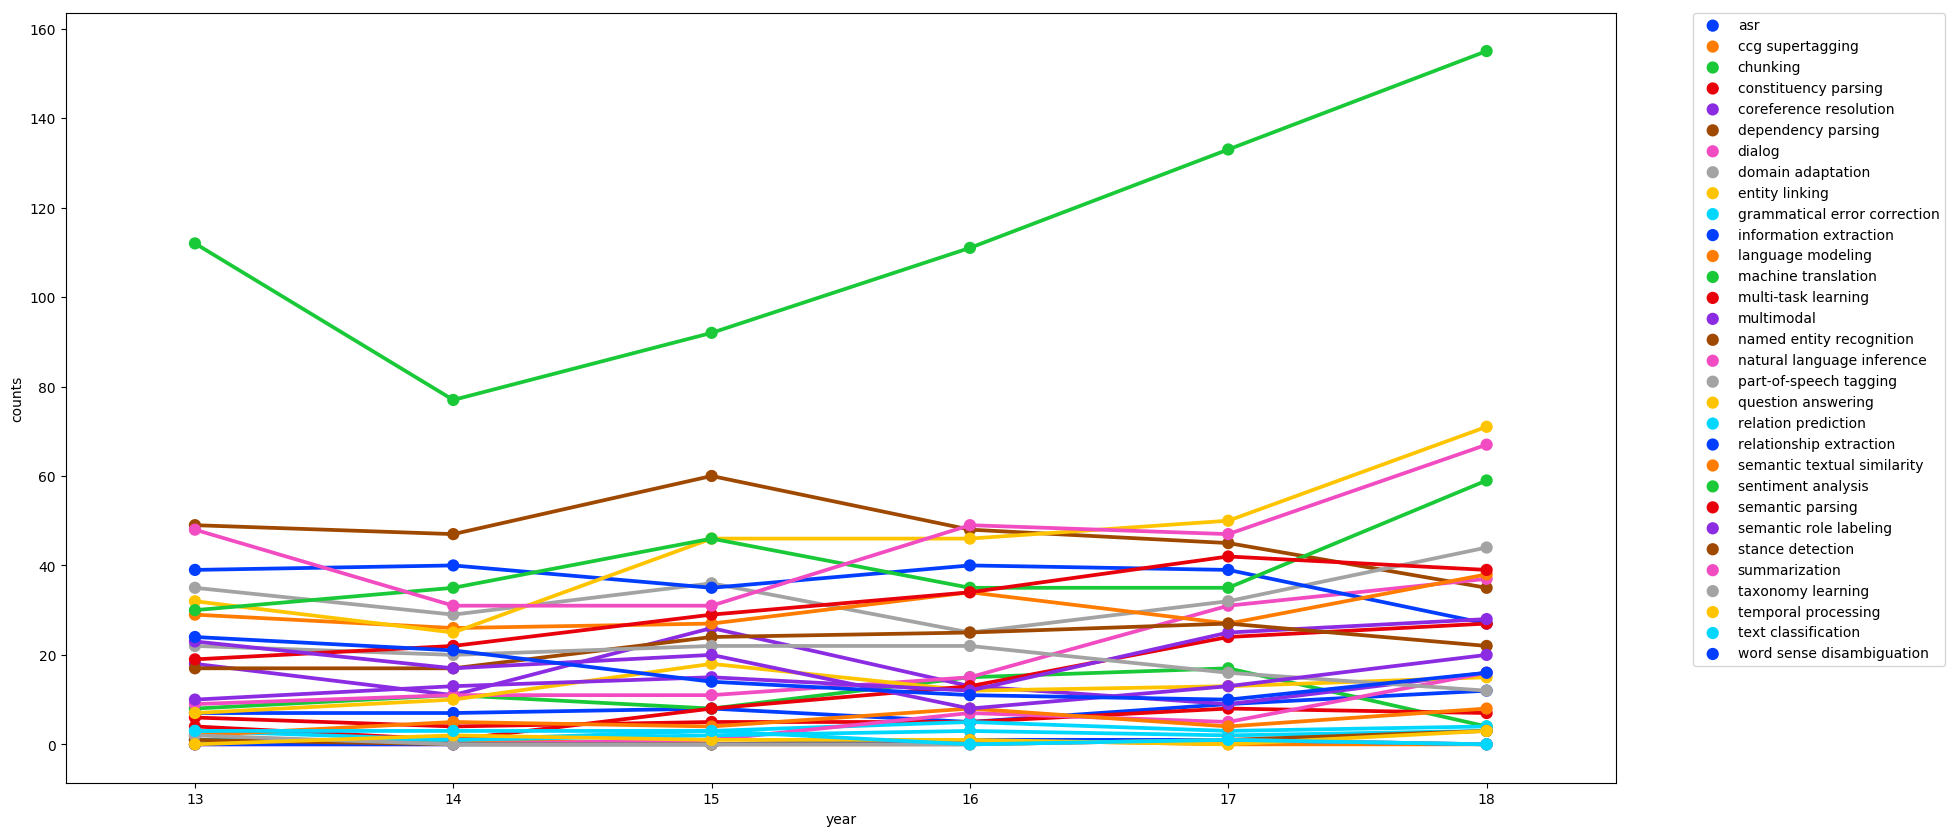 160
140
120
100
80
60
40
20
0
counts
13 14 15 16 17 18
year
asr
ccg supertagging
chunking
constituency parsing
coreference resolution
dependency parsing
dialog
domain adaptation
entity linking
grammatical error correction
information extraction
language modeling
machine translation
multi-task learning
multimodal
named entity recognition
natural language inference
part-of-speech tagging
question answering
relation prediction
relationship extraction
semantic textual similarity
sentiment analysis
semantic parsing
semantic role labeling
stance detection
summarization
taxonomy learning
temporal processing
text classification
word sense disambiguation